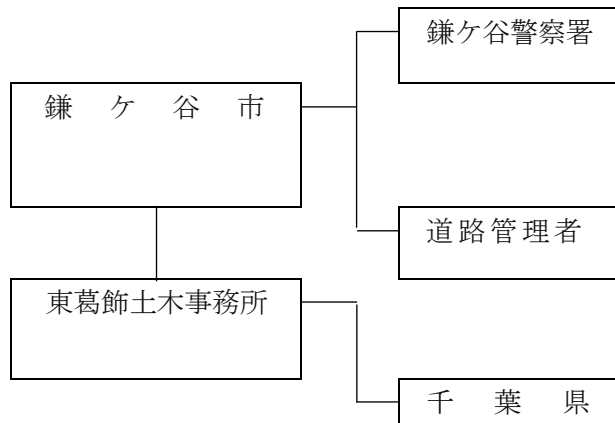 鎌ケ谷警察署
鎌ケ谷市
道路管理者
東葛飾土木事務所
千葉県